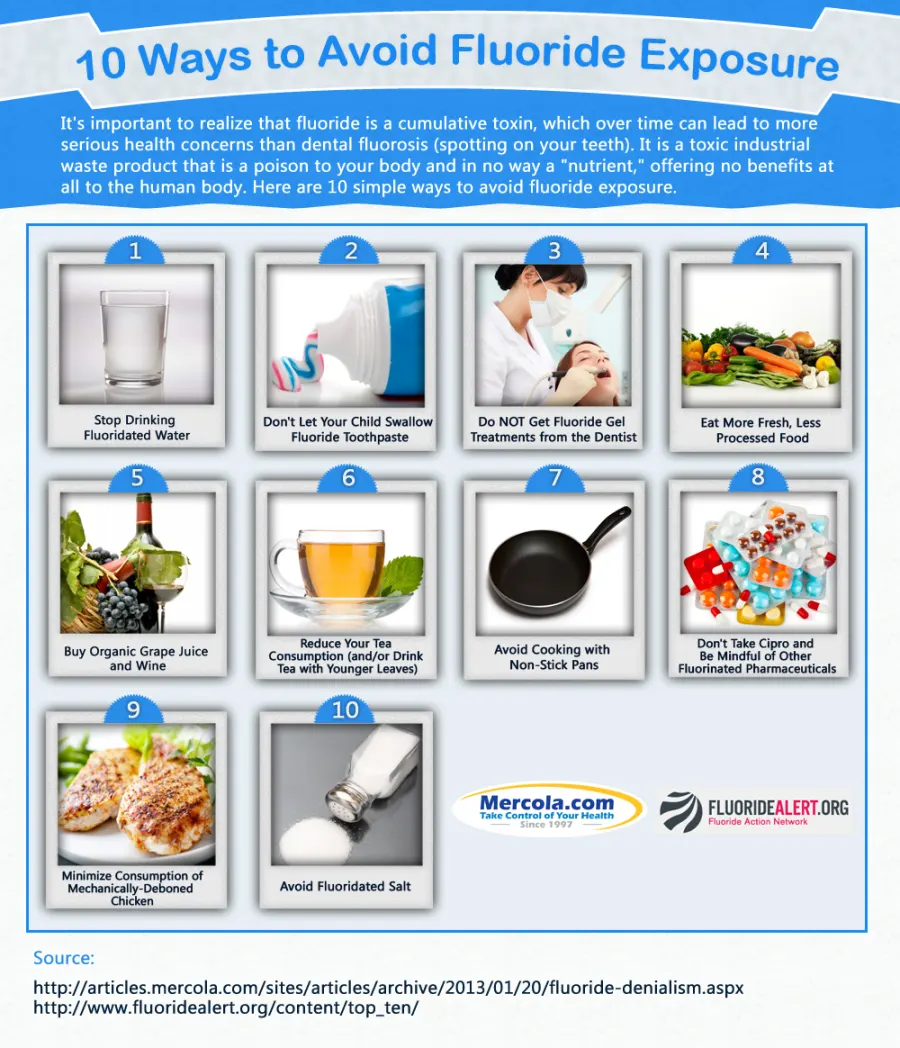 10 Ways to Avoid Fluoride Exposure
It's important to realize that fluoride is a cumulative toxin, which over time can lead to more
serious health concerns than dental fluorosis (spotting on your teeth). It is a toxic industrial
waste product that is a poison to your body and in no way a "nutrient," offering no benefits at
all to the human body. Here are 10 simple ways to avoid fluoride exposure.
1
Stop Drinking
Fluoridated Water
2
Don't Let Your Child Swallow
Fluoride Toothpaste
3
Do NOT Get Fluoride Gel
Treatments from the Dentist
4
Eat More Fresh, Less
Processed Food
5
Buy Organic Grape Juice
and Wine
6
Reduce Your Tea
Consumption (and/or Drink
Tea with Younger Leaves)
7
Avoid Cooking with
Non-Stick Pans
8
Don't Take Cipro and
Be Mindful of Other
Fluorinated Pharmaceuticals
9
Minimize Consumption of
Mechanically-Deboned
Chicken
10
Avoid Fluoridated Salt
Mercola.com
Take Control of Your Health
Since 1997
FLUORIDEALERT.ORG
Fluoride Action Network
Source:
http://articles.mercola.com/sites/articles/archive/2013/01/20/fluoride-denialism.aspx
http://www.fluoridealert.org/content/top_ten/